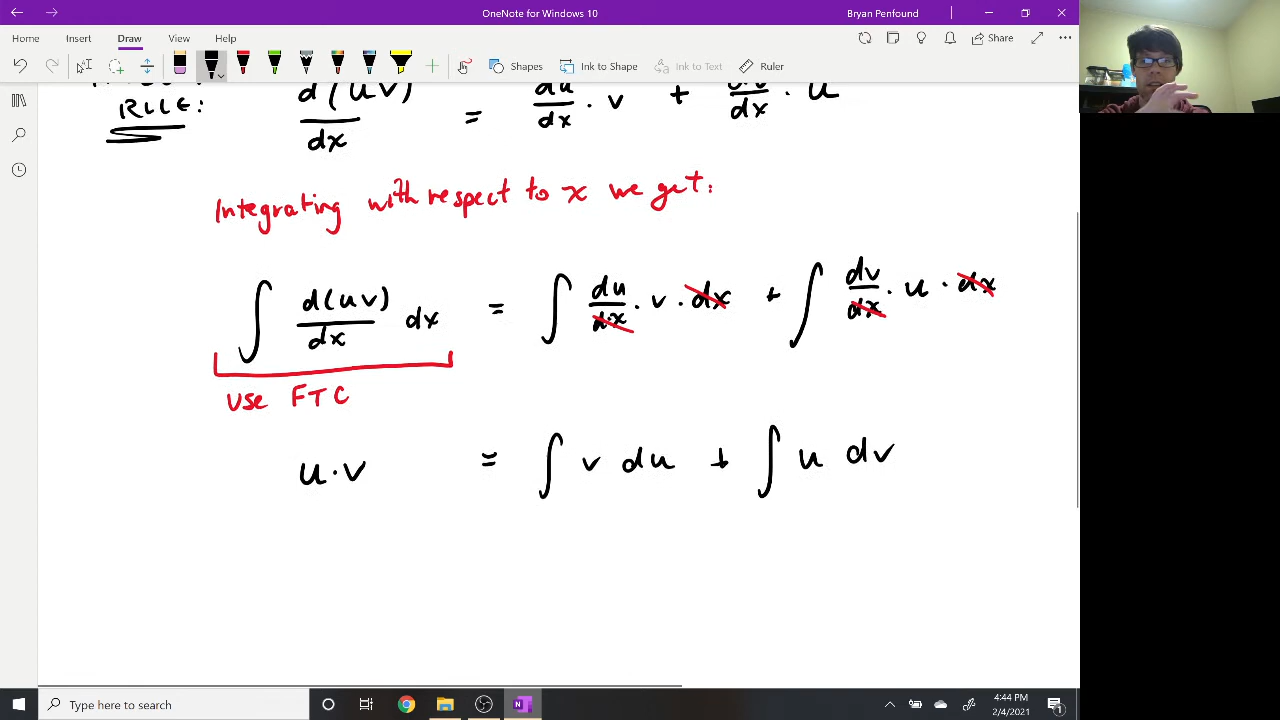 OneNote for Windows 10
Bryan Penfound
Home Insert Draw View Help
Share
Shapes Ink to Shape Ink to Text Ruler
RULE: d(uv)/dx = du/dx · v + dv/dx · u
Integrating with respect to x we get:
∫ d(uv)/dx dx = ∫ du/dx · v · dx + ∫ dv/dx · u · dx
use FTC
u · v = ∫ v du + ∫ u dv
Type here to search
4:44 PM
2/4/2021
1